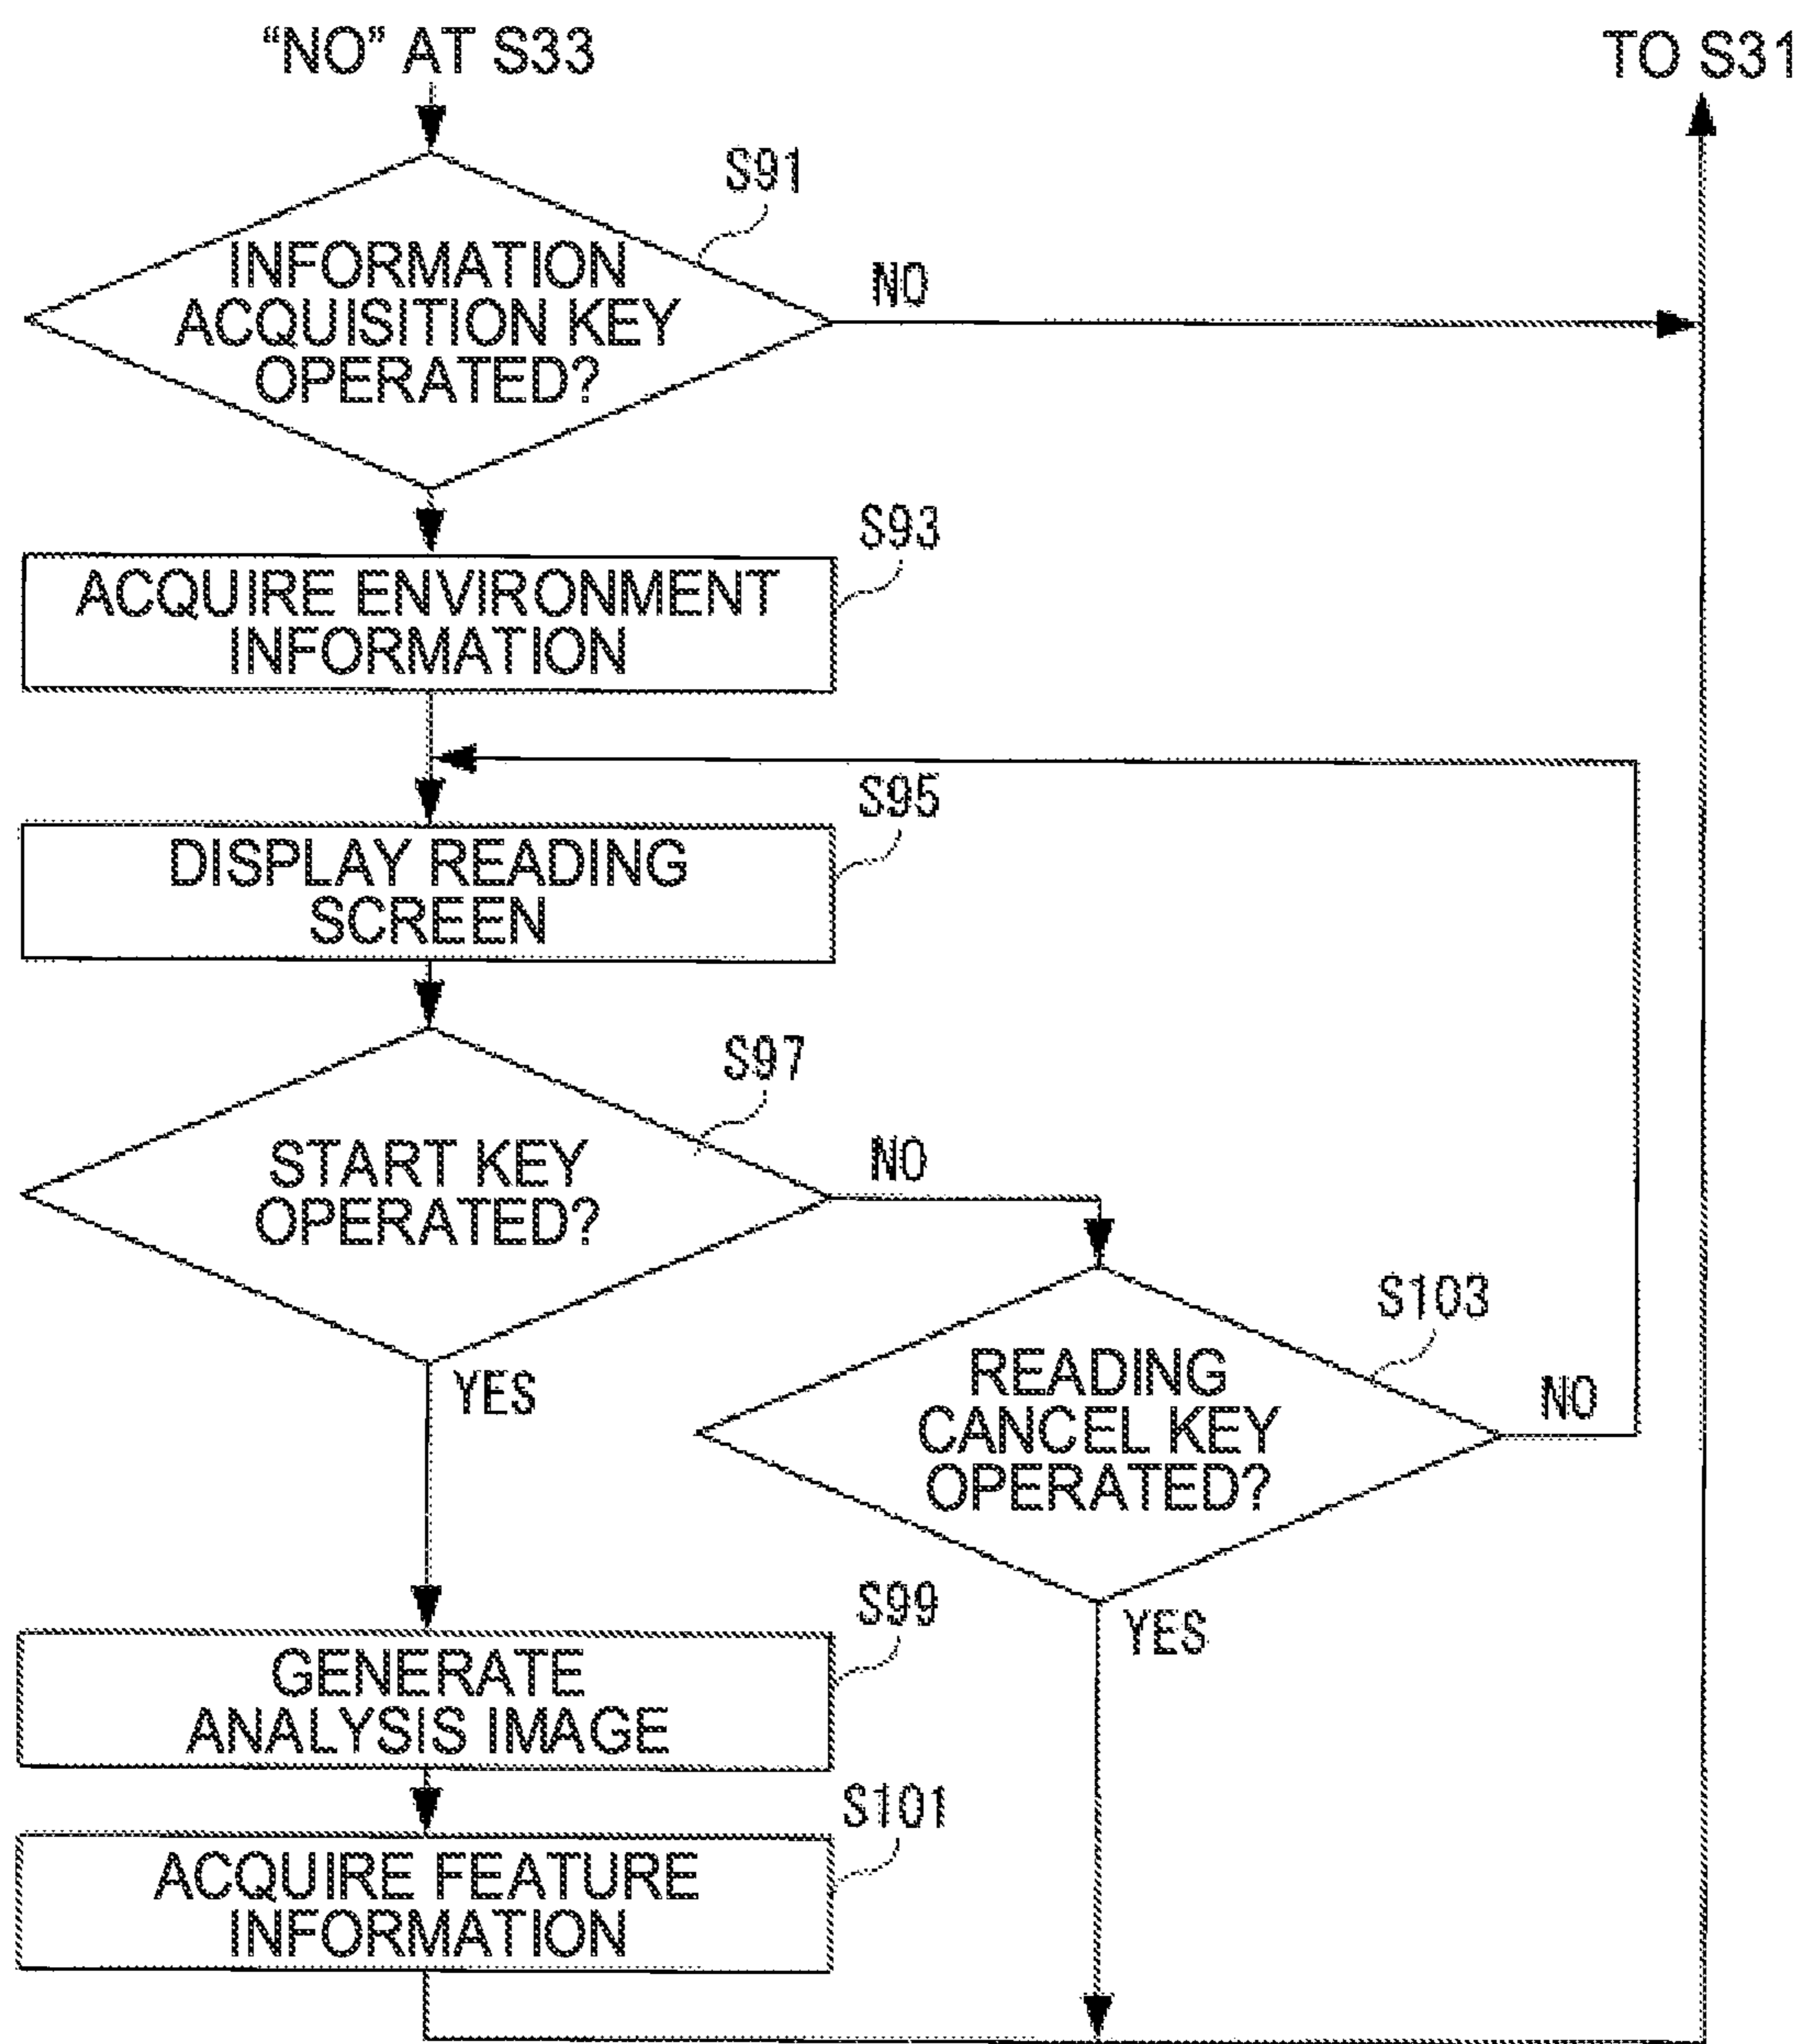 “NO” AT S33
TO S31
S91
INFORMATION
ACQUISITION KEY
OPERATED?
NO
S93
ACQUIRE ENVIRONMENT
INFORMATION
S95
DISPLAY READING
SCREEN
S97
START KEY
OPERATED?
NO
YES
S103
READING
CANCEL KEY
OPERATED?
NO
YES
S99
GENERATE
ANALYSIS IMAGE
S101
ACQUIRE FEATURE
INFORMATION